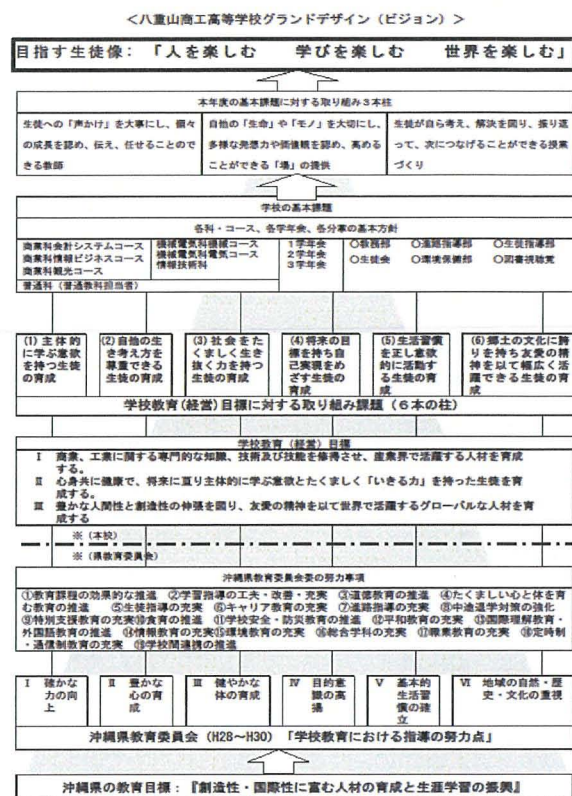 ＜八重山商工高等学校グランドデザイン（ビジョン）＞
目指す生徒像：「人を楽しむ　学びを楽しむ　世界を楽しむ」
本年度の基本課題に対する取り組み３本柱
生徒への「声かけ」を大事にし、個々
の成長を認め、伝え、任せることので
きる教師
自他の「生命」や「モノ」を大切にし、
多様な発想力や価値観を認め、高める
ことができる「場」の提供
生徒が自ら考え、解決を図り、振り返
って、次につなげることができる授業
づくり
学校の基本課題
各科・コース、各学年会、各分掌の基本方針
商業科会計システムコース
商業科情報ビジネスコース
商業科観光コース
普通科（普通教科担当者）
機械電気科機械コース
機械電気科電気コース
情報技術科
１学年会
２学年会
３学年会
○教務部　○進路指導部　○生徒指導部
○生徒会　○環境保健部　○図書視聴覚
(1) 主体的
に学ぶ意欲
を持つ生徒
の育成
(2) 自他の生
き考え方を
尊重できる
生徒の育成
(3) 社会をた
くましく生き
抜く力を持つ
生徒の育成
(4) 将来の目
標を持ち自
己実現をめ
ざす生徒の
育成
(5) 生活習慣
を正し意欲
的に活動す
る生徒の育
成
(6) 郷土の文化に誇
りを持ち友愛の精
神を以て幅広く活
躍できる生徒の育
成
学校教育(経営)目標に対する取り組み課題（６本の柱）
学校教育（経営）目標
Ⅰ　商業、工業に関する専門的な知識、技術及び技能を修得させ、産業界で活躍する人材を育成
する。
Ⅱ　心身共に健康で、将来に亘り主体的に学ぶ意欲とたくましく「いきる力」を持った生徒を育
成する。
Ⅲ　豊かな人間性と創造性の伸張を図り、友愛の精神を以て世界で活躍するグローバルな人材を育
成する
※（本校）
※（県教育委員会）
沖縄県教育委員会委の努力事項
①教育課程の効果的な推進　②学習指導の工夫・改善・充実　③道徳教育の推進　④たくましい心と体を育
む教育の推進　⑤生徒指導の充実　⑥キャリア教育の充実　⑦進路指導の充実　⑧中途退学対策の強化
⑨特別支援教育の充実⑩食育の推進　⑪学校安全・防災教育の推進　⑫平和教育の充実　⑬国際理解教育・
外国語教育の推進　⑭情報教育の充実⑮環境教育の充実　⑯総合学科の充実　⑰職業教育の充実　⑱定時制
・通信制教育の充実　⑲学校間連携の推進
Ⅰ　確かな
力の向
上
Ⅱ　豊かな
心の育
成
Ⅲ　健やかな
体の育成
Ⅳ　目的意
識の高
揚
Ⅴ　基本的
生活習
慣の確
立
Ⅵ　地域の自然・歴
史・文化の重視
沖縄県教育委員会（H28～H30）「学校教育における指導の努力点」
沖縄県の教育目標：『創造性・国際性に富む人材の育成と生涯学習の振興』